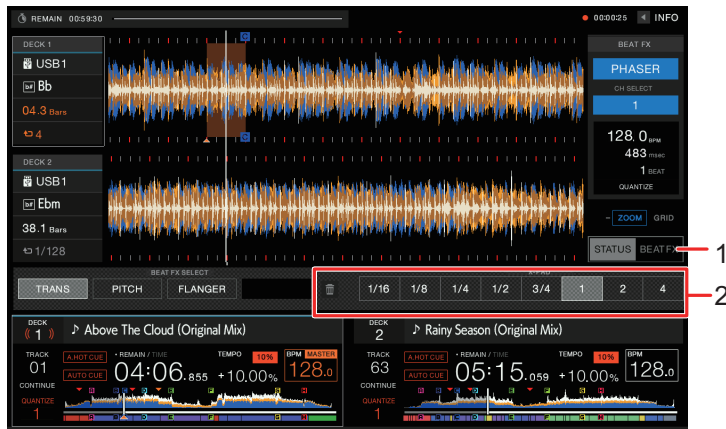 REMAIN 00:59:30
00:00:25 INFO
DECK 1
USB1
Bb
04.3 Bars
4
C
C
DECK 2
USB1
Ebm
38.1 Bars
1/128
BEAT FX
PHASER
CH SELECT
1
128.0 BPM
483 msec
1 BEAT
QUANTIZE
- ZOOM GRID
STATUS BEAT FX
1
BEAT FX SELECT
TRANS PITCH FLANGER
X-PAD
1/16 1/8 1/4 1/2 3/4 1 2 4
2
DECK
1
Above The Cloud (Original Mix)
TRACK
01
CONTINUE
QUANTIZE
1
A.HOT CUE
AUTO CUE
REMAIN / TIME
04:06.855
TEMPO 10%
+10.00%
BPM MASTER
128.0
DECK
2
Rainy Season (Original Mix)
TRACK
63
CONTINUE
QUANTIZE
1
A.HOT CUE
AUTO CUE
REMAIN / TIME
05:15.059
TEMPO 10%
+10.00%
BPM
128.0